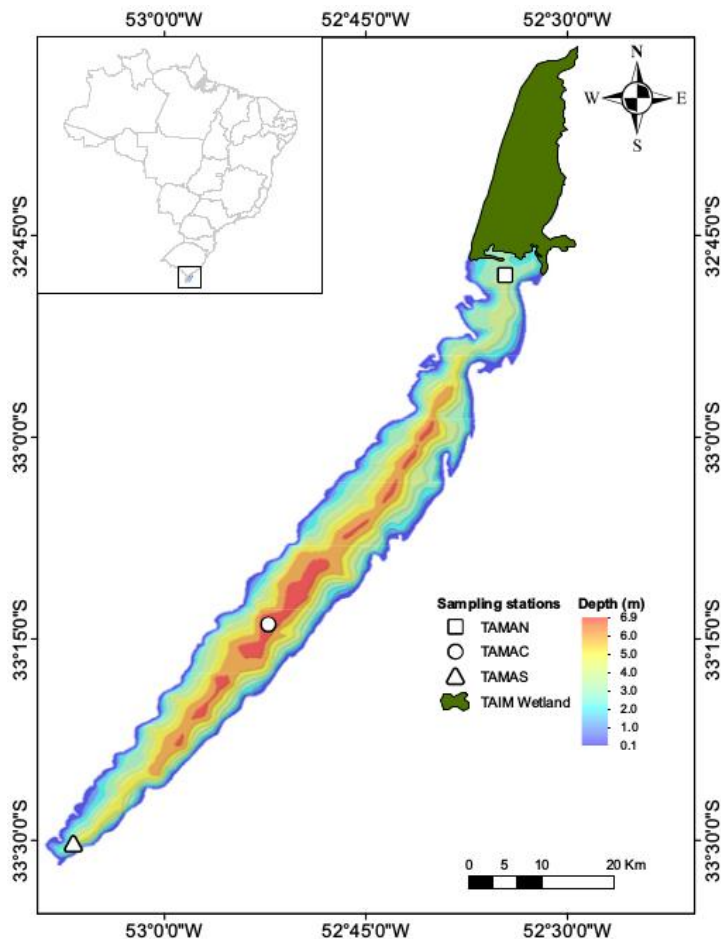 53°0'0"W 52°45'0"W 52°30'0"W
N
W E
S
32°45'0"S 32°45'0"S
33°0'0"S 33°0'0"S
Sampling stations Depth (m)
TAMAN
TAMAC
TAMAS
TAIM Wetland
6.9
6.0
5.0
4.0
3.0
2.0
1.0
0.1
33°15'0"S 33°15'0"S
33°30'0"S 33°30'0"S
0 5 10 20 Km
53°0'0"W 52°45'0"W 52°30'0"W